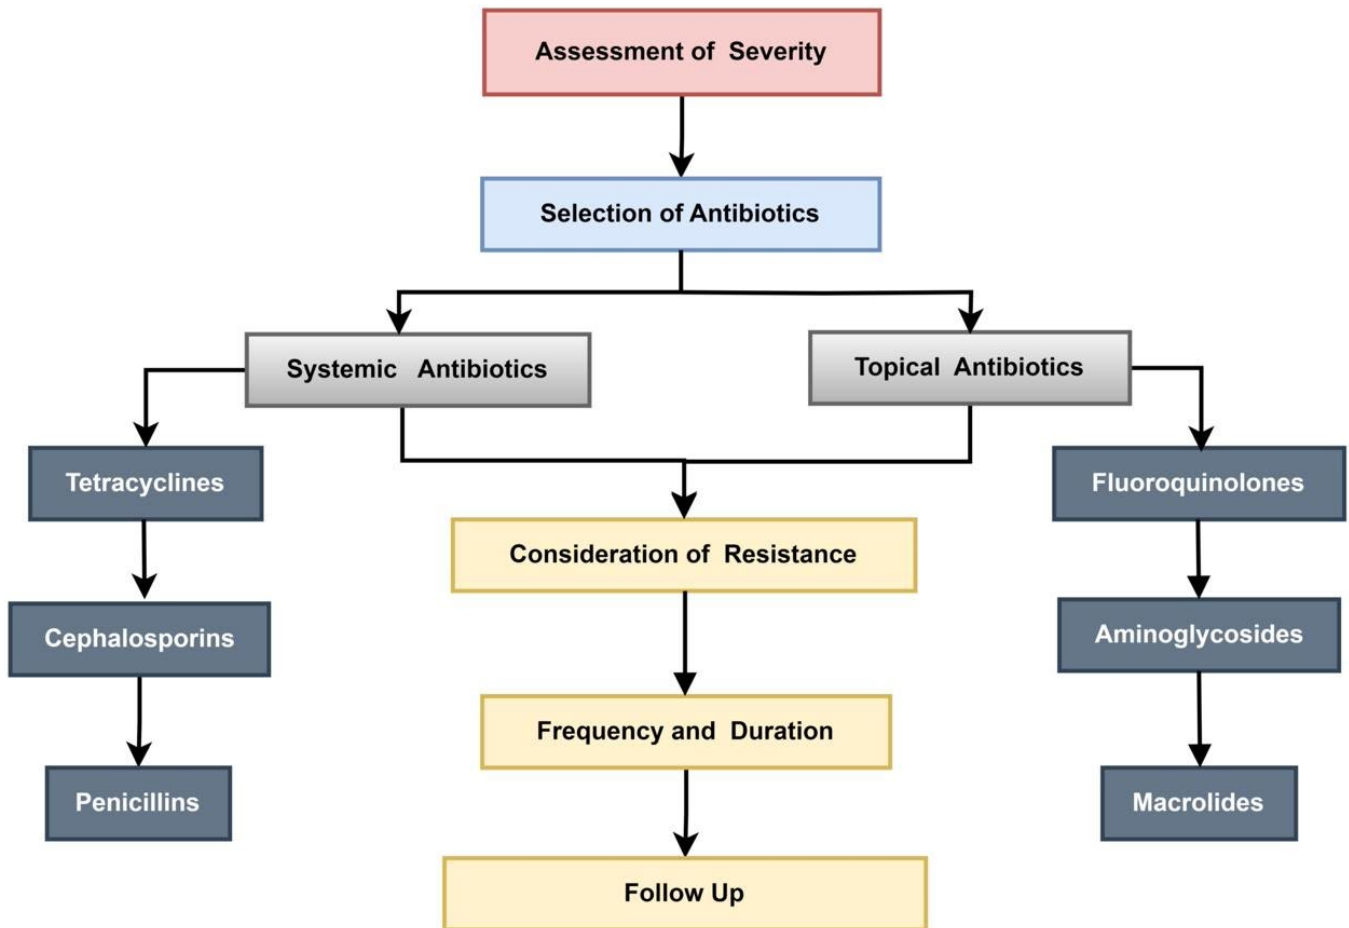 Assessment of Severity
Selection of Antibiotics
Systemic Antibiotics
Topical Antibiotics
Tetracyclines
Fluoroquinolones
Consideration of Resistance
Cephalosporins
Aminoglycosides
Frequency and Duration
Penicillins
Macrolides
Follow Up